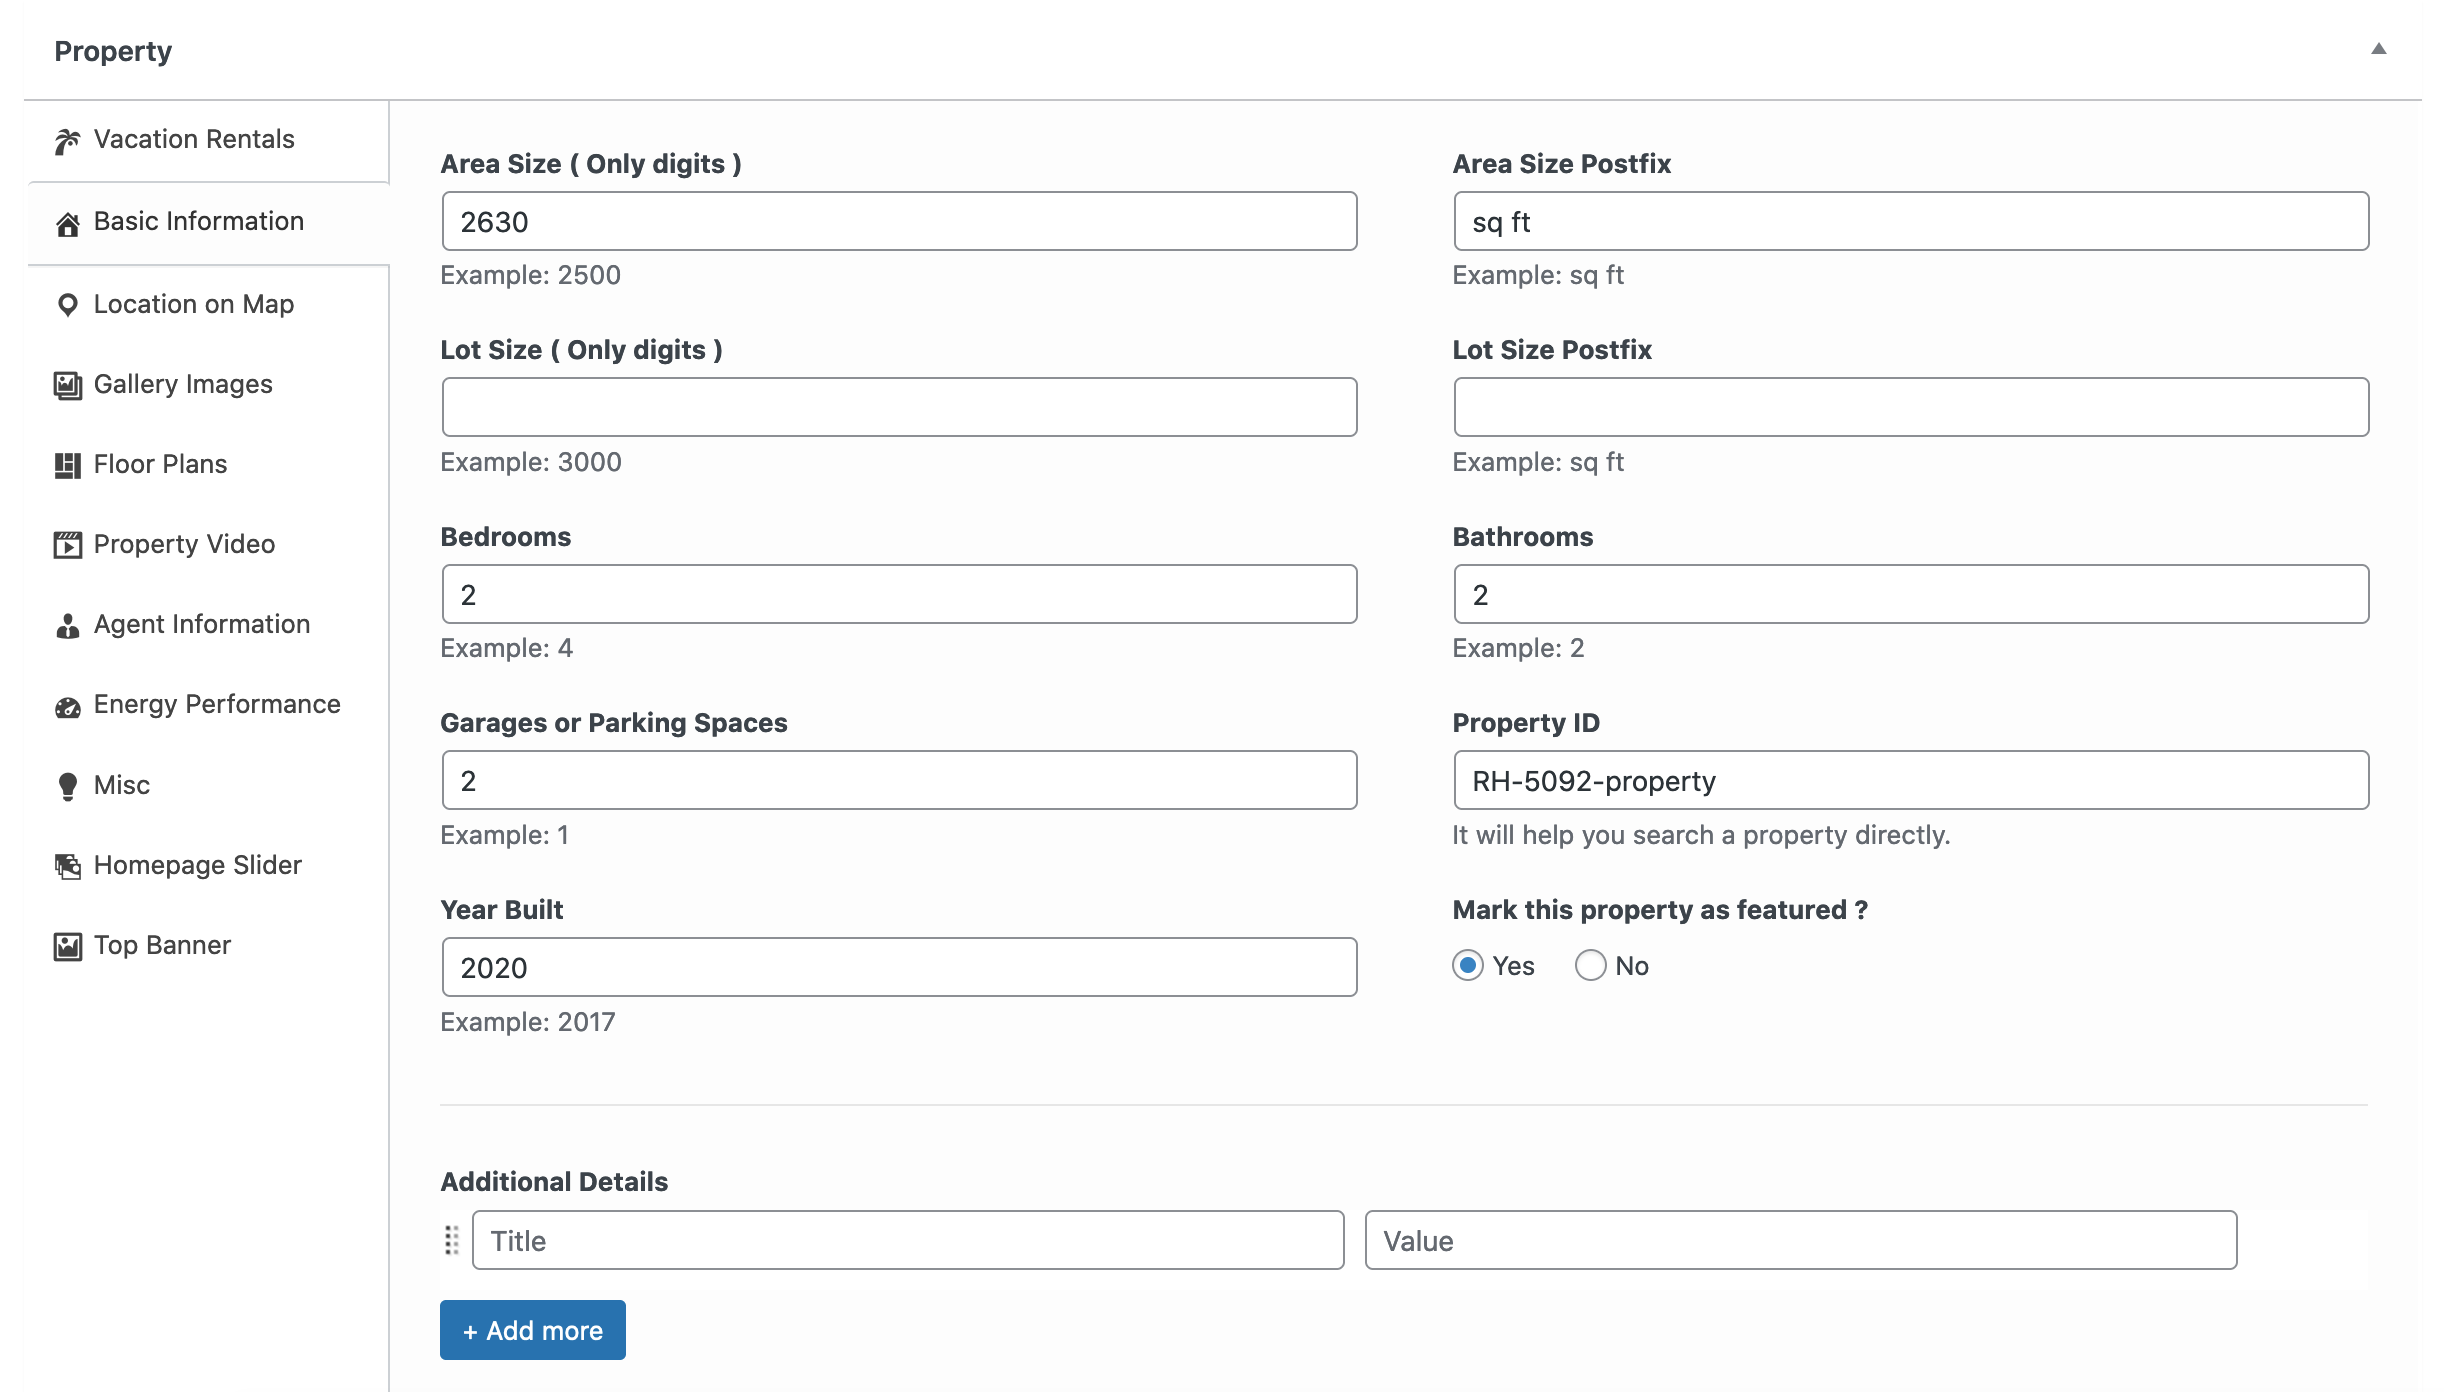 Property
Vacation Rentals
Basic Information
Location on Map
Gallery Images
Floor Plans
Property Video
Agent Information
Energy Performance
Misc
Homepage Slider
Top Banner
Area Size ( Only digits )
2630
Example: 2500
Area Size Postfix
sq ft
Example: sq ft
Lot Size ( Only digits )
Example: 3000
Lot Size Postfix
Example: sq ft
Bedrooms
2
Example: 4
Bathrooms
2
Example: 2
Garages or Parking Spaces
2
Example: 1
Property ID
RH-5092-property
It will help you search a property directly.
Year Built
2020
Example: 2017
Mark this property as featured ?
Yes No
Additional Details
Title Value
+ Add more